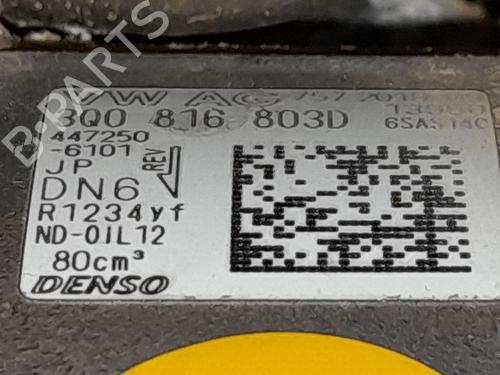 VW AG
3Q0 816 803D 6SAS14C
447250
-6101
JP REV
DN6
R1234yf
ND-OIL12
80cm³
DENSO
B-PARTS